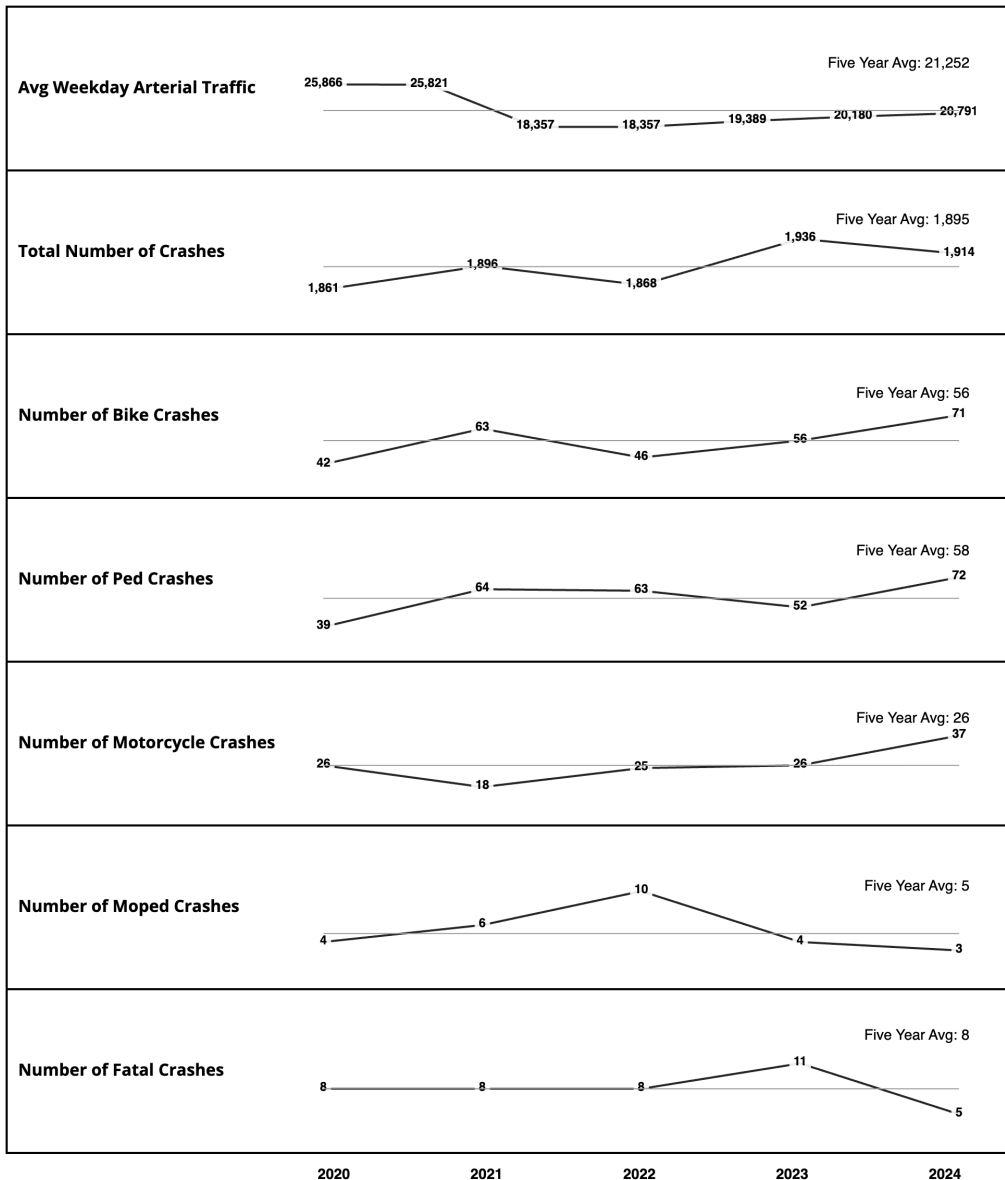 Five Year Avg: 21,252
Avg Weekday Arterial Traffic
25,866 25,821 18,357 18,357 19,389 20,180 20,791
Five Year Avg: 1,895
Total Number of Crashes
1,861 1,896 1,868 1,936 1,914
Five Year Avg: 56
Number of Bike Crashes
42 63 46 56 71
Five Year Avg: 58
Number of Ped Crashes
39 64 63 52 72
Five Year Avg: 26
Number of Motorcycle Crashes
26 18 25 26 37
Five Year Avg: 5
Number of Moped Crashes
4 6 10 4 3
Five Year Avg: 8
Number of Fatal Crashes
8 8 8 11 5
2020 2021 2022 2023 2024